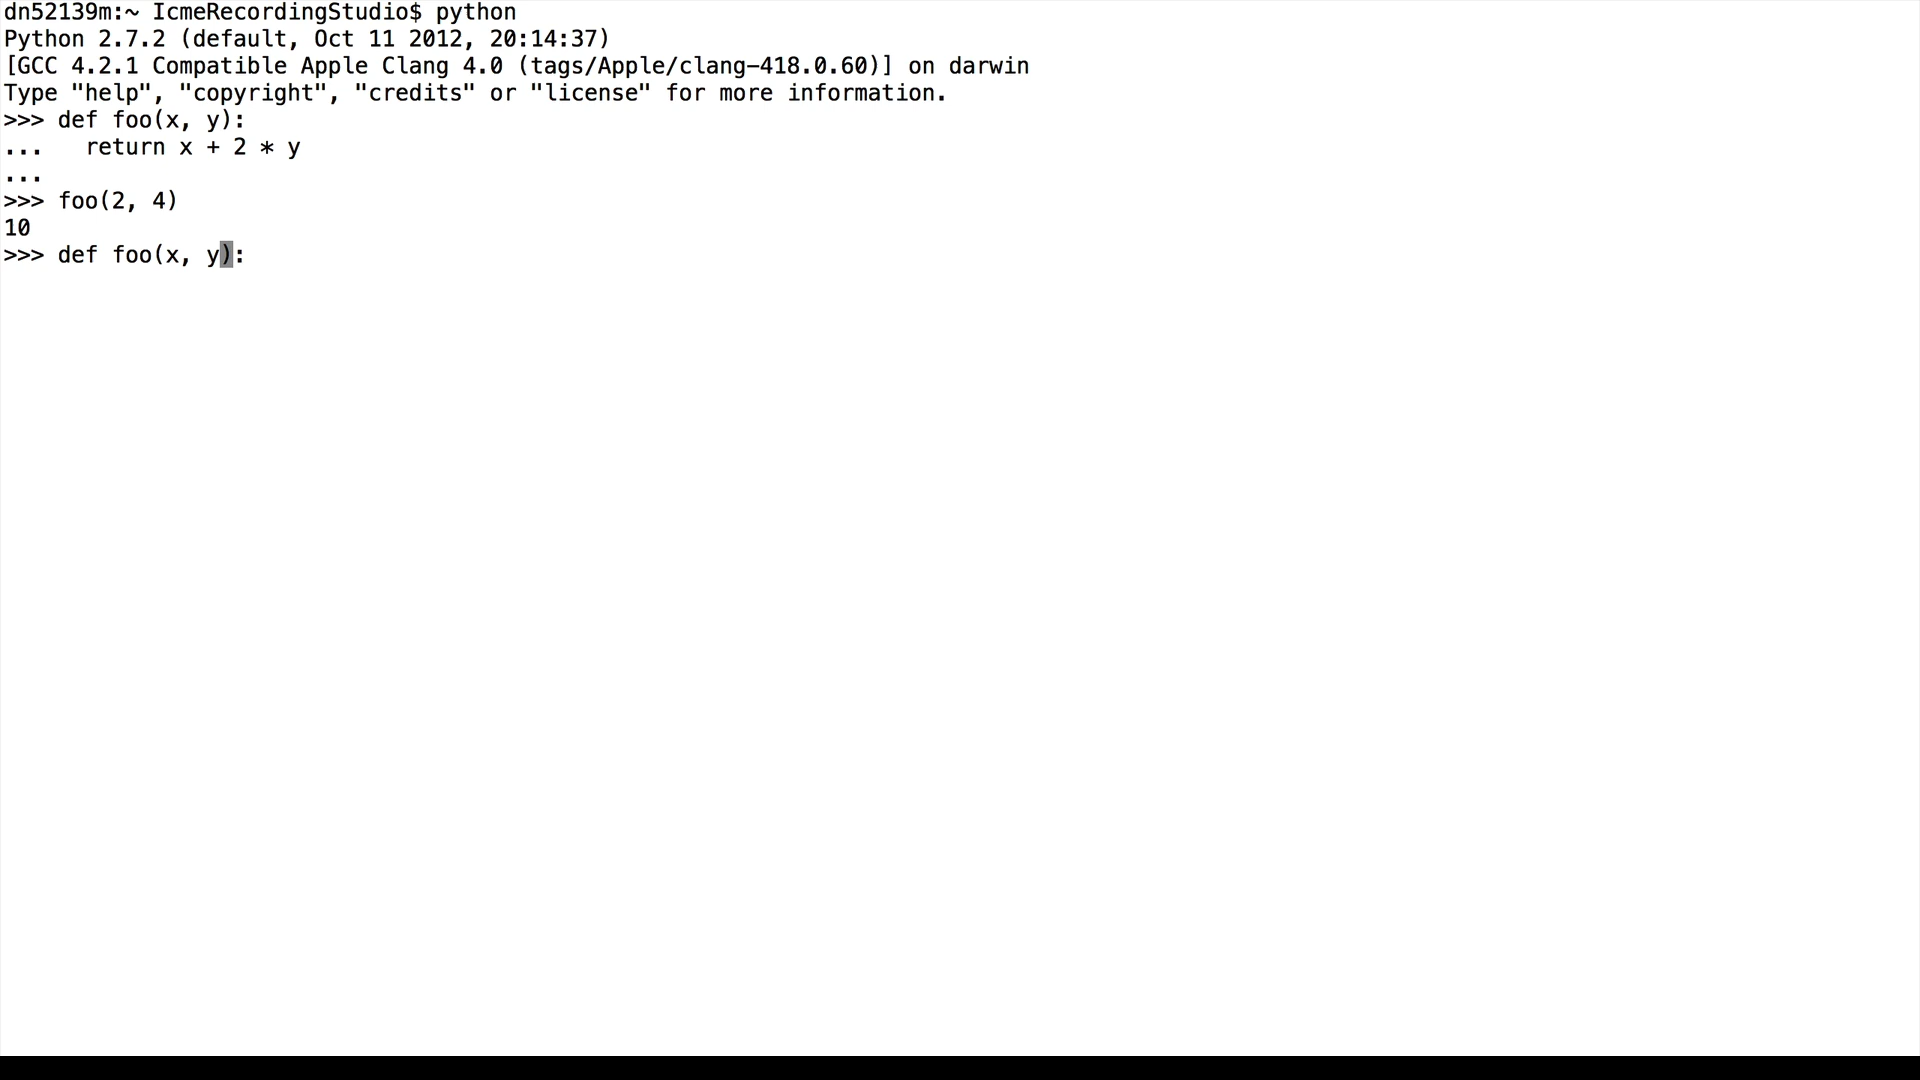 dn52139m:~ IcmeRecordingStudio$ python
Python 2.7.2 (default, Oct 11 2012, 20:14:37)
[GCC 4.2.1 Compatible Apple Clang 4.0 (tags/Apple/clang-418.0.60)] on darwin
Type "help", "copyright", "credits" or "license" for more information.
>>> def foo(x, y):
...   return x + 2 * y
...
>>> foo(2, 4)
10
>>> def foo(x, y):